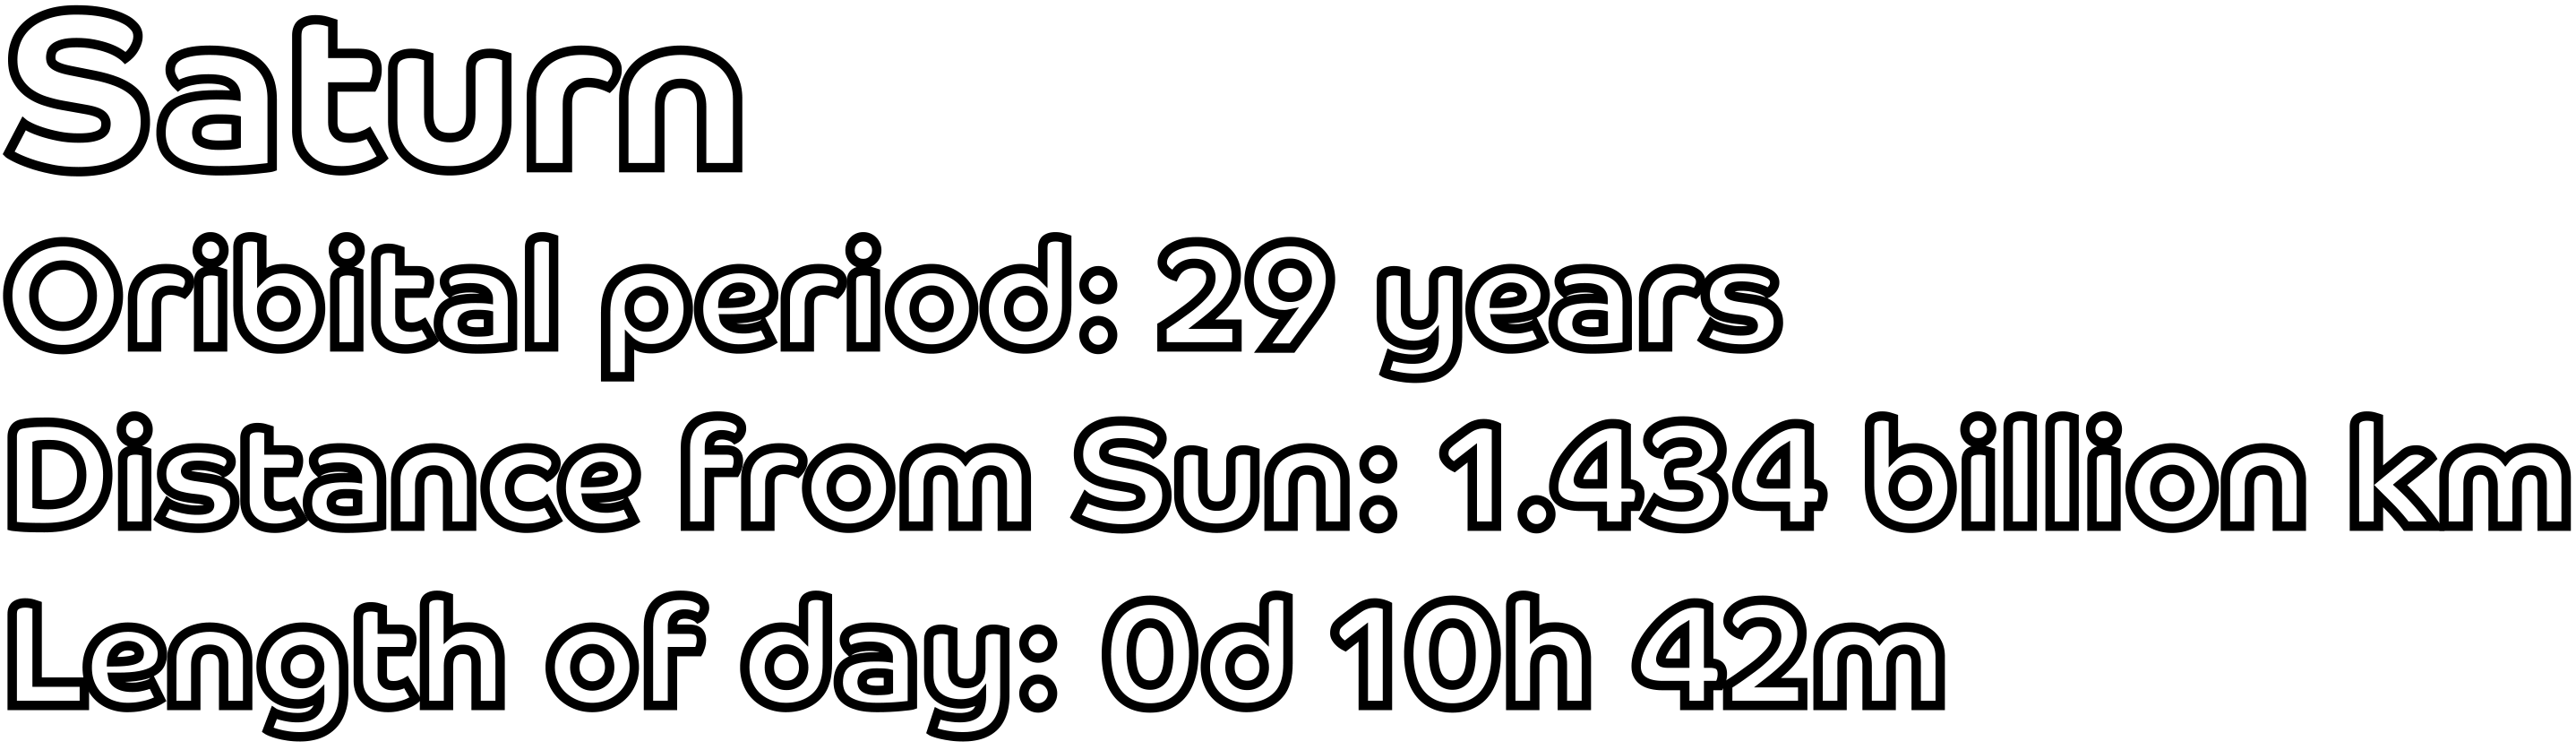 Saturn
Oribital period: 29 years
Distance from Sun: 1.434 billion km
Length of day: 0d 10h 42m